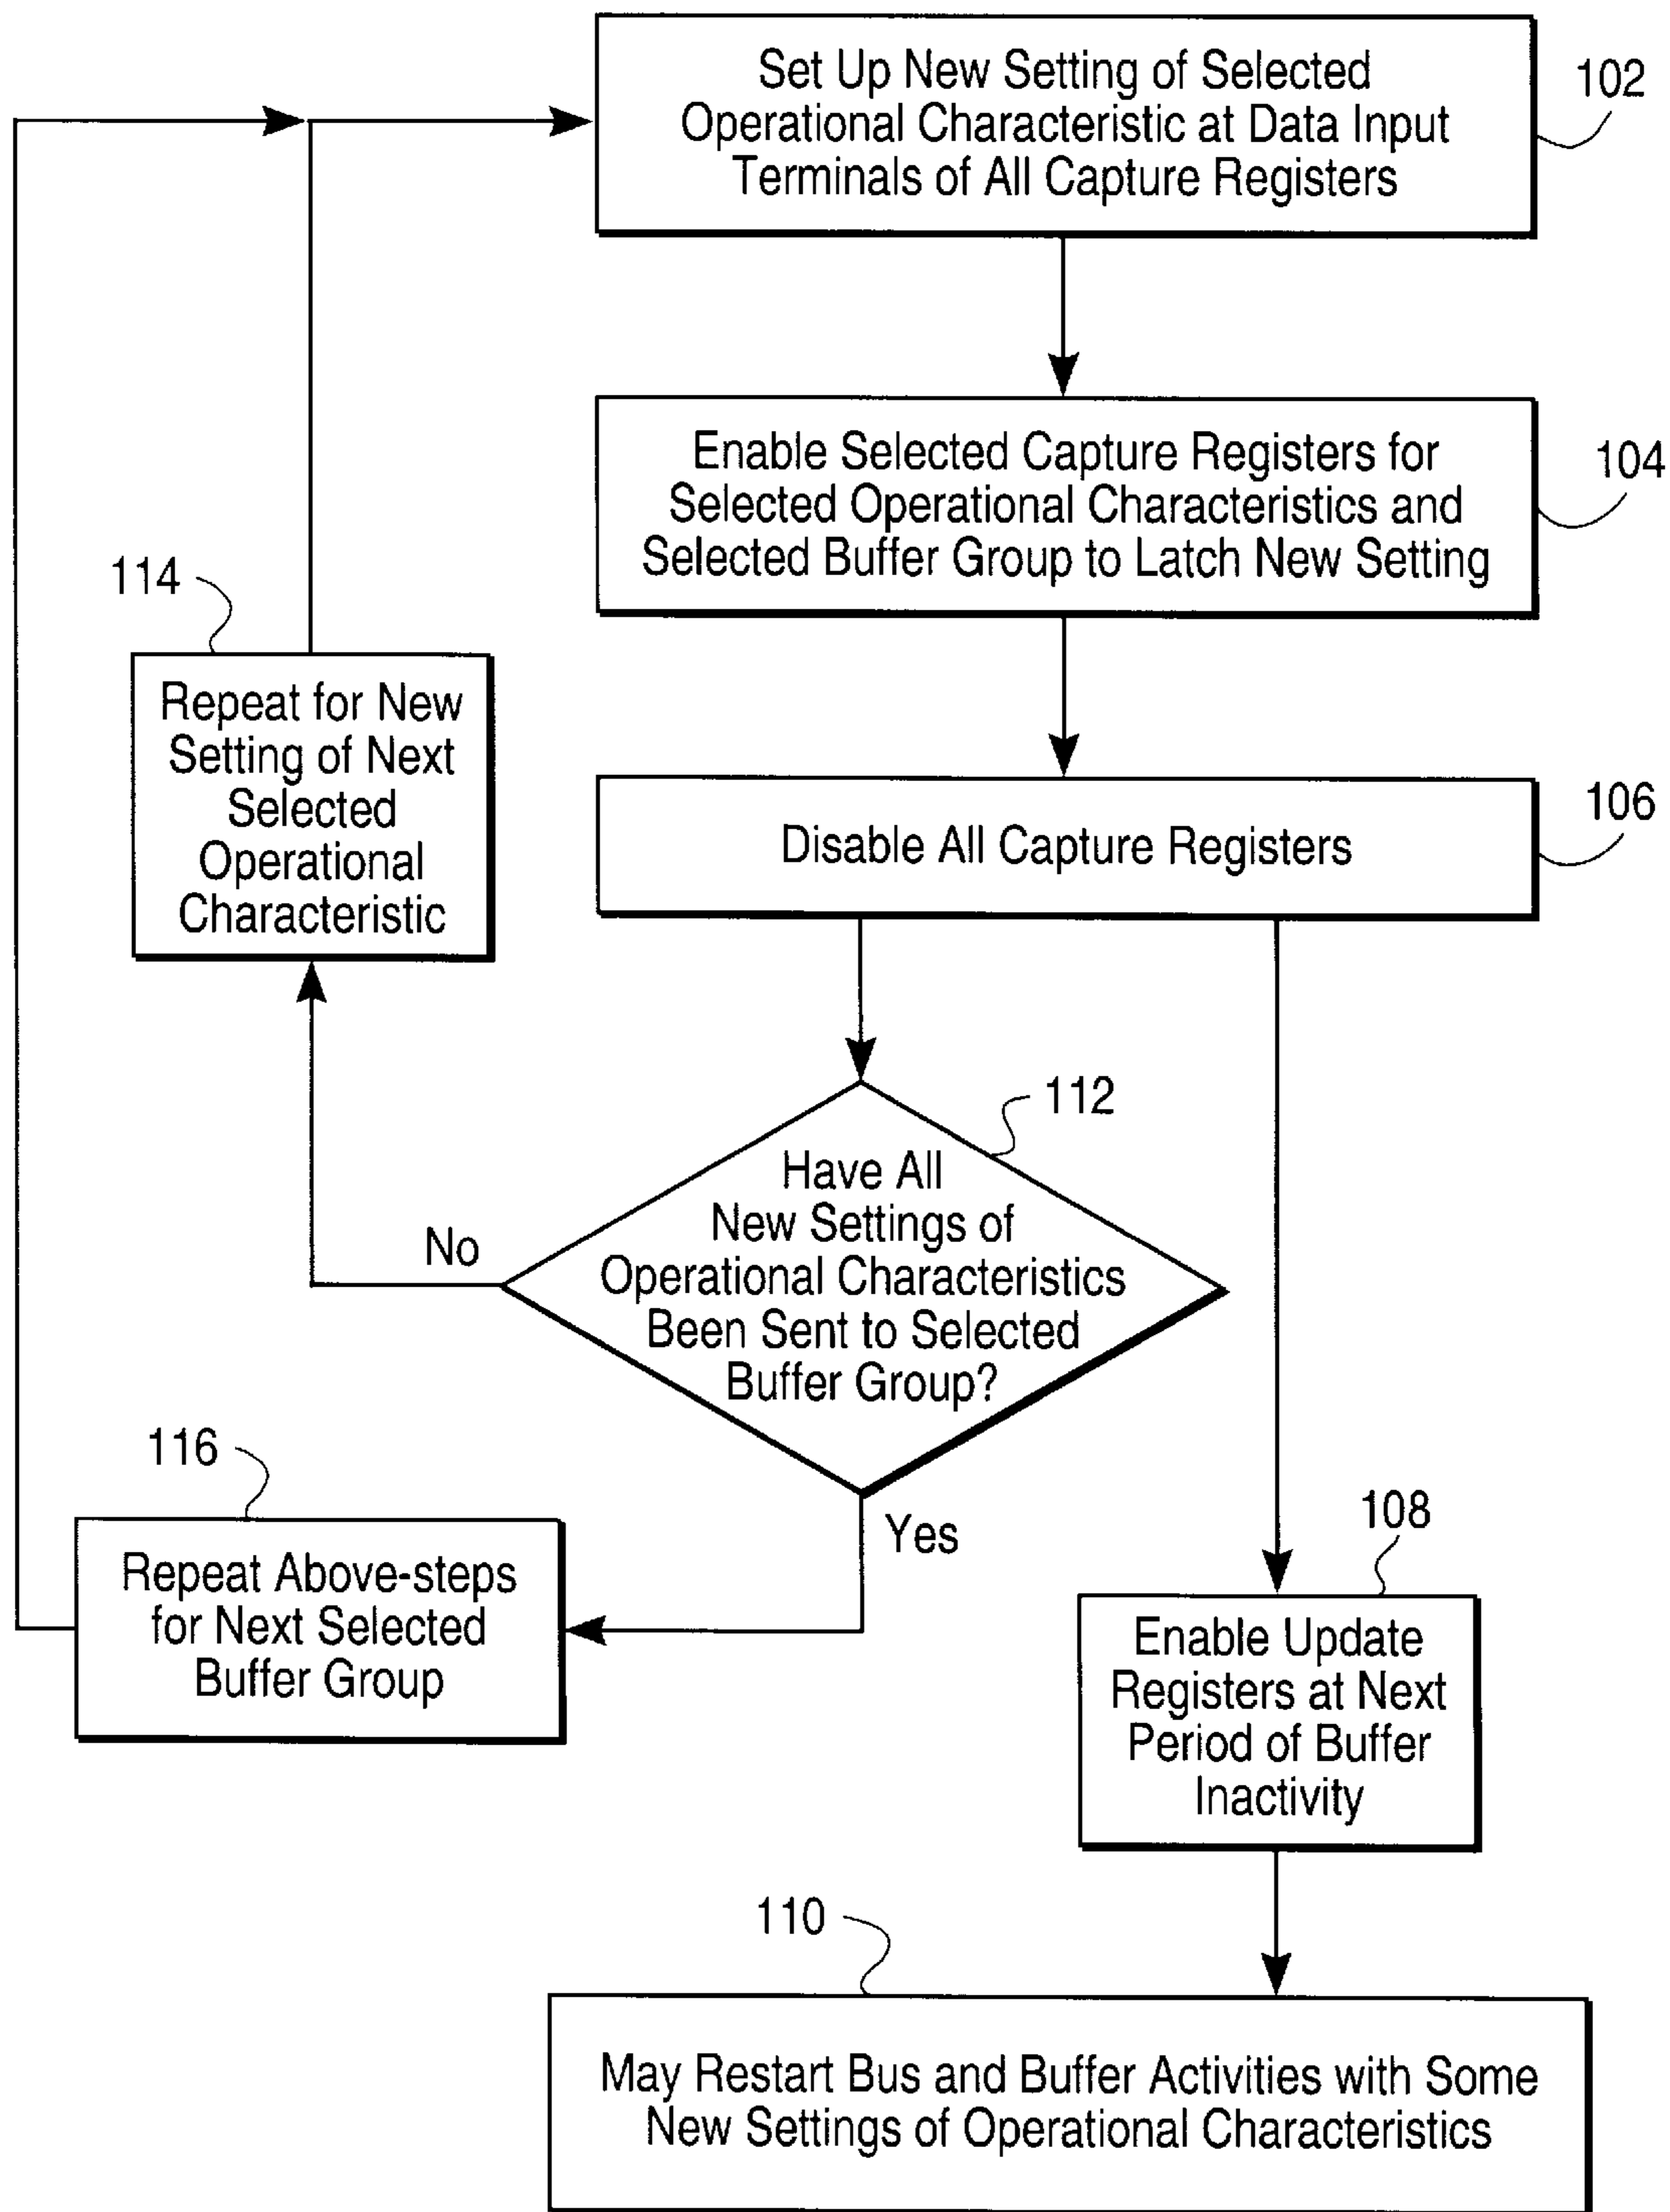 Set Up New Setting of Selected
Operational Characteristic at Data Input
Terminals of All Capture Registers
102
Enable Selected Capture Registers for
Selected Operational Characteristics and
Selected Buffer Group to Latch New Setting
104
114
Repeat for New
Setting of Next
Selected
Operational
Characteristic
Disable All Capture Registers
106
112
Have All
New Settings of
Operational Characteristics
Been Sent to Selected
Buffer Group?
No
Yes
116
Repeat Above-steps
for Next Selected
Buffer Group
108
Enable Update
Registers at Next
Period of Buffer
Inactivity
110
May Restart Bus and Buffer Activities with Some
New Settings of Operational Characteristics